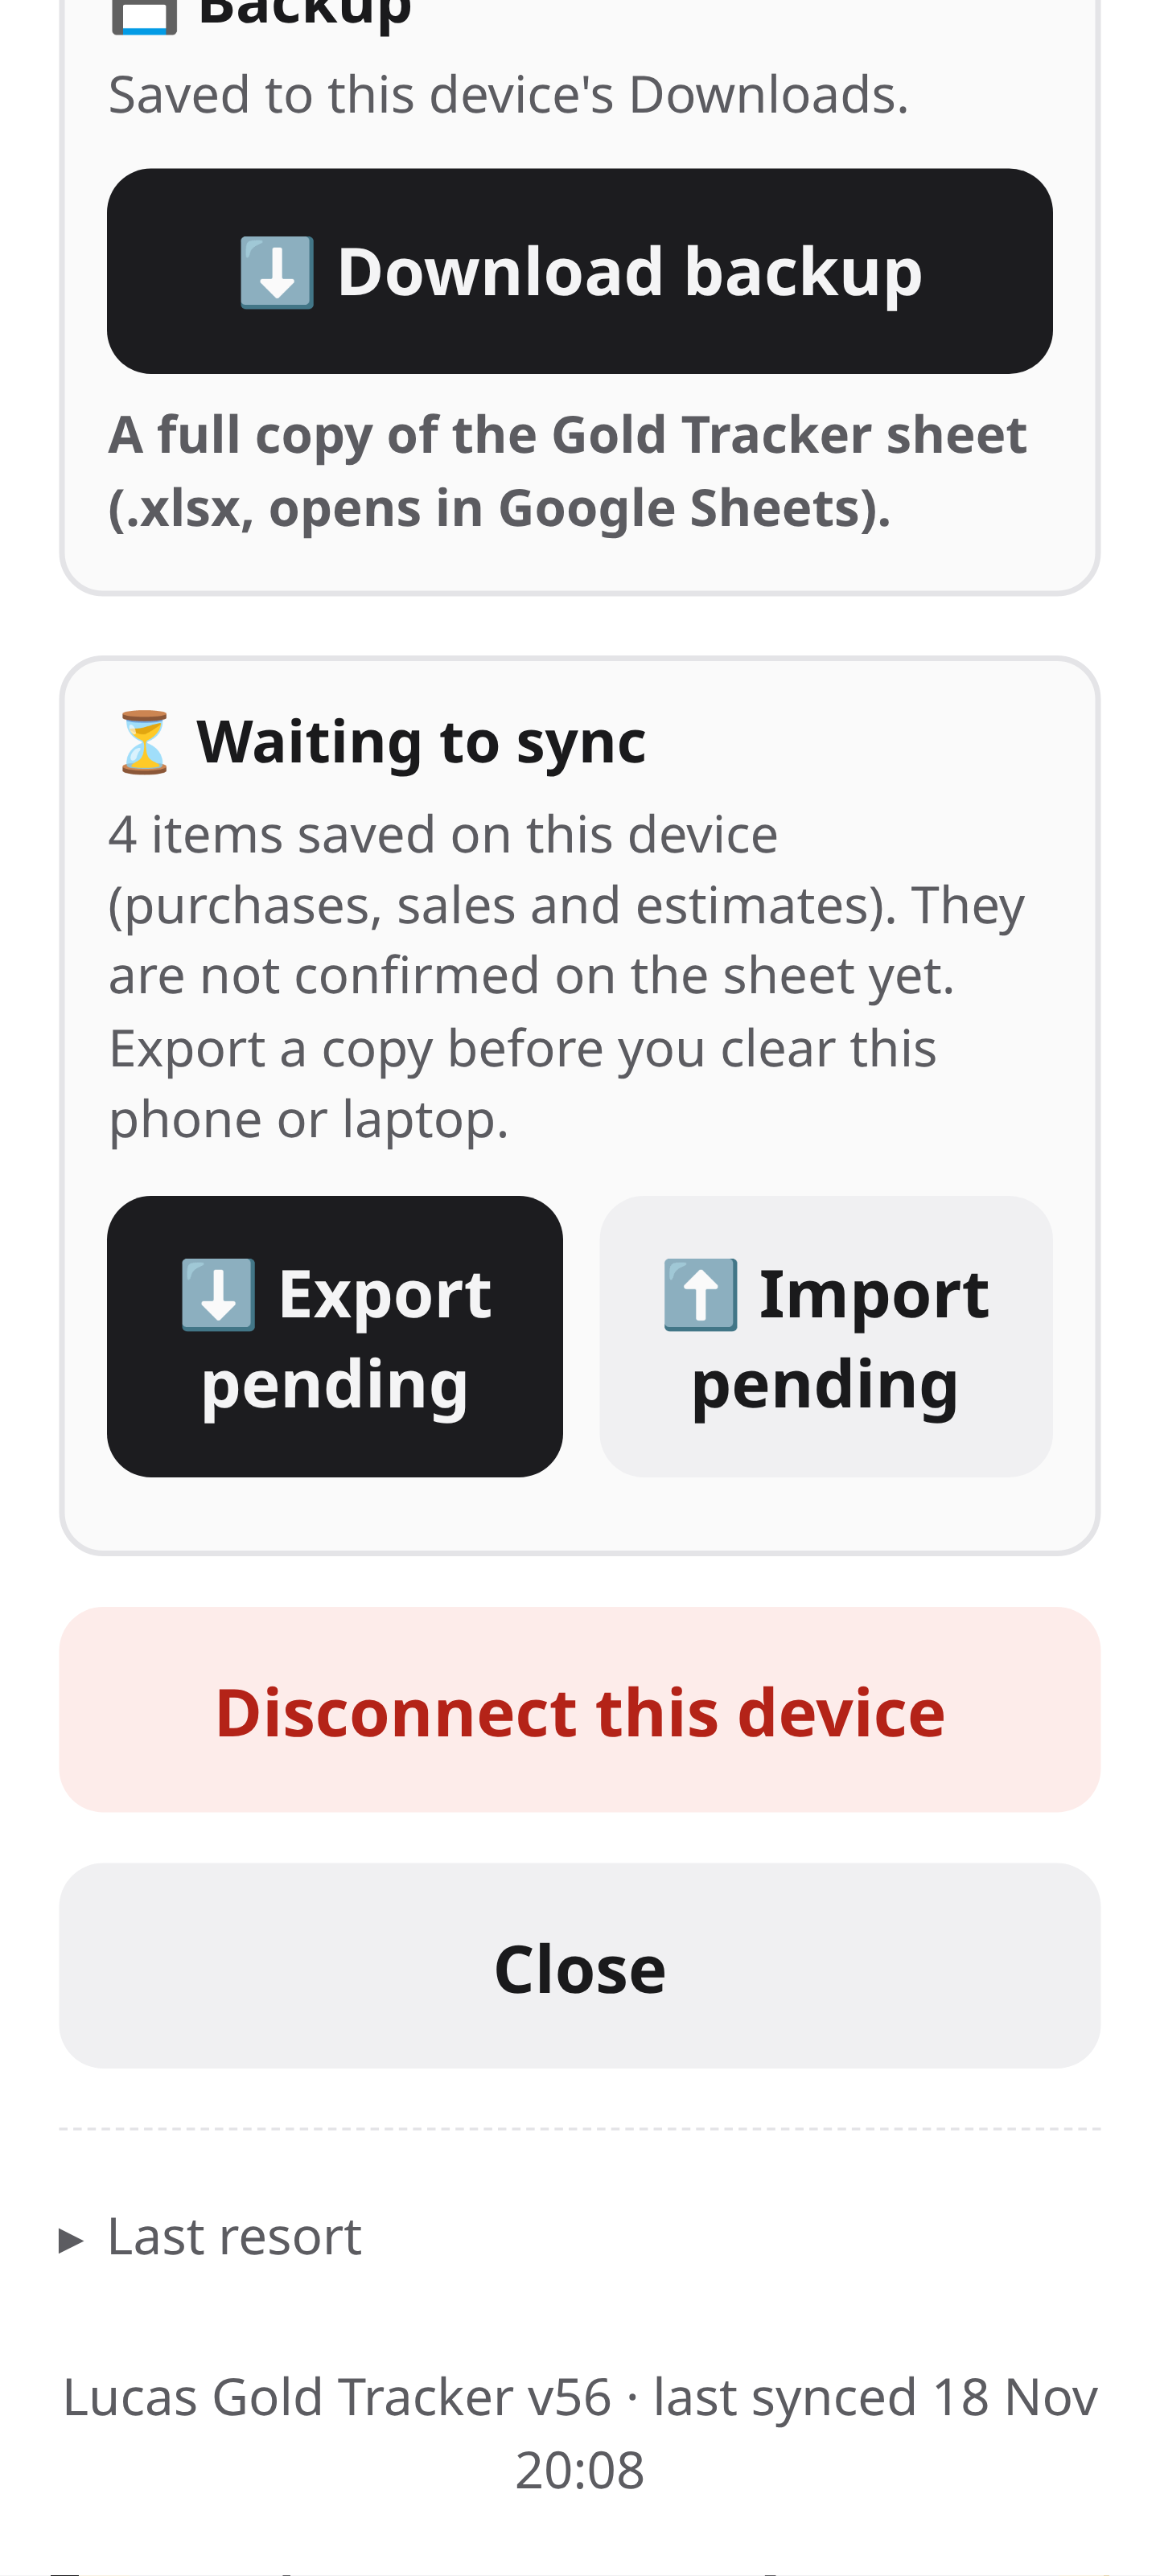 Backup
Saved to this device's Downloads.
⬇️ Download backup
A full copy of the Gold Tracker sheet
(.xlsx, opens in Google Sheets).
⏳ Waiting to sync
4 items saved on this device
(purchases, sales and estimates). They
are not confirmed on the sheet yet.
Export a copy before you clear this
phone or laptop.
⬇️ Export
pending
⬆️ Import
pending
Disconnect this device
Close
▸ Last resort
Lucas Gold Tracker v56 · last synced 18 Nov
20:08